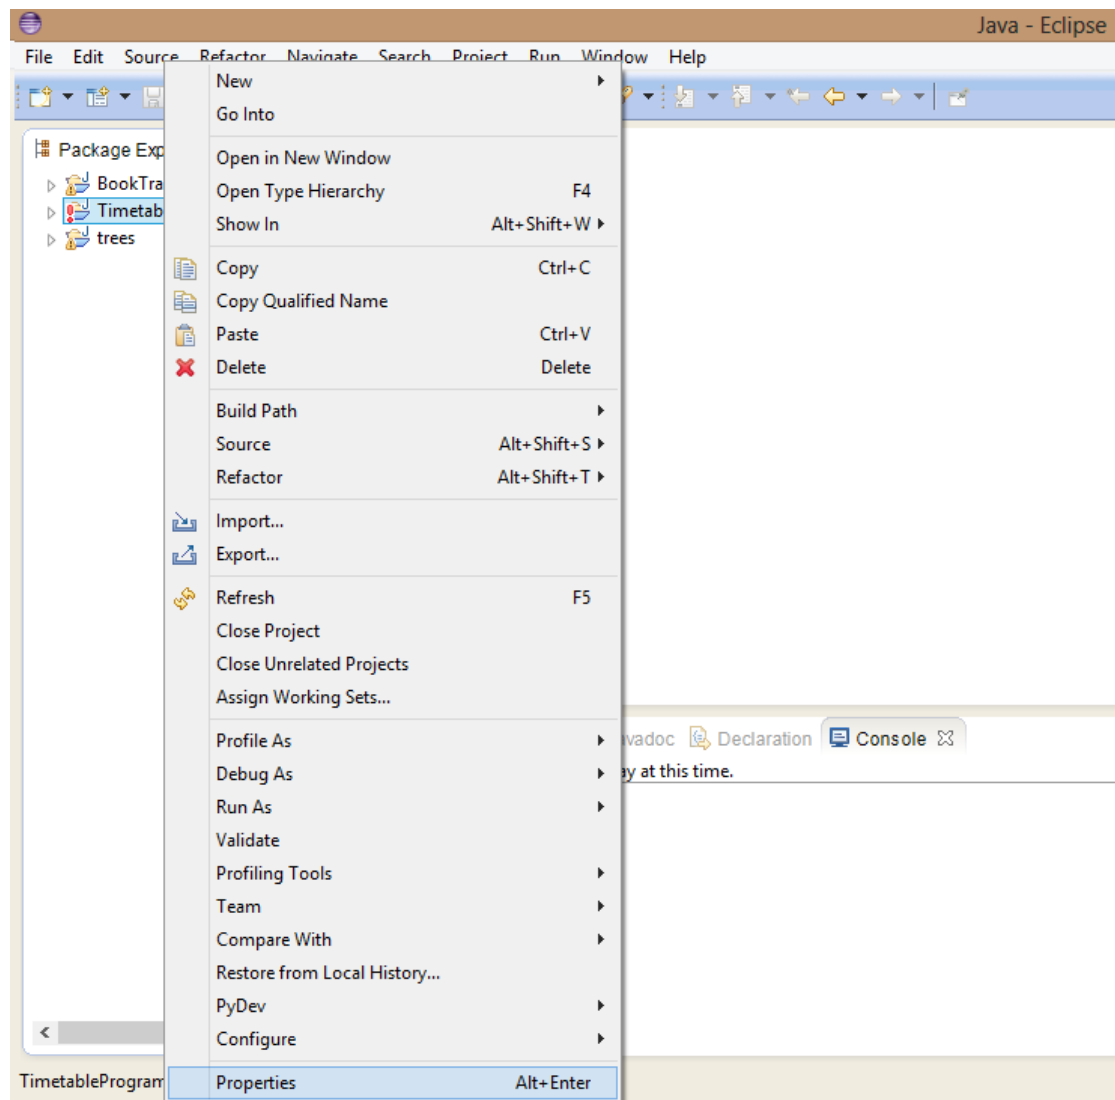 Java - Eclipse
File Edit Source Refactor Navigate Search Project Run Window Help
Package Exp
BookTra
Timetab
trees
New
Go Into
Open in New Window
Open Type Hierarchy F4
Show In Alt+Shift+W
Copy Ctrl+C
Copy Qualified Name
Paste Ctrl+V
Delete Delete
Build Path
Source Alt+Shift+S
Refactor Alt+Shift+T
Import...
Export...
Refresh F5
Close Project
Close Unrelated Projects
Assign Working Sets...
Profile As
Debug As
Run As
Validate
Profiling Tools
Team
Compare With
Restore from Local History...
PyDev
Configure
Properties Alt+Enter
avadoc Declaration Console
ay at this time.
TimetableProgram